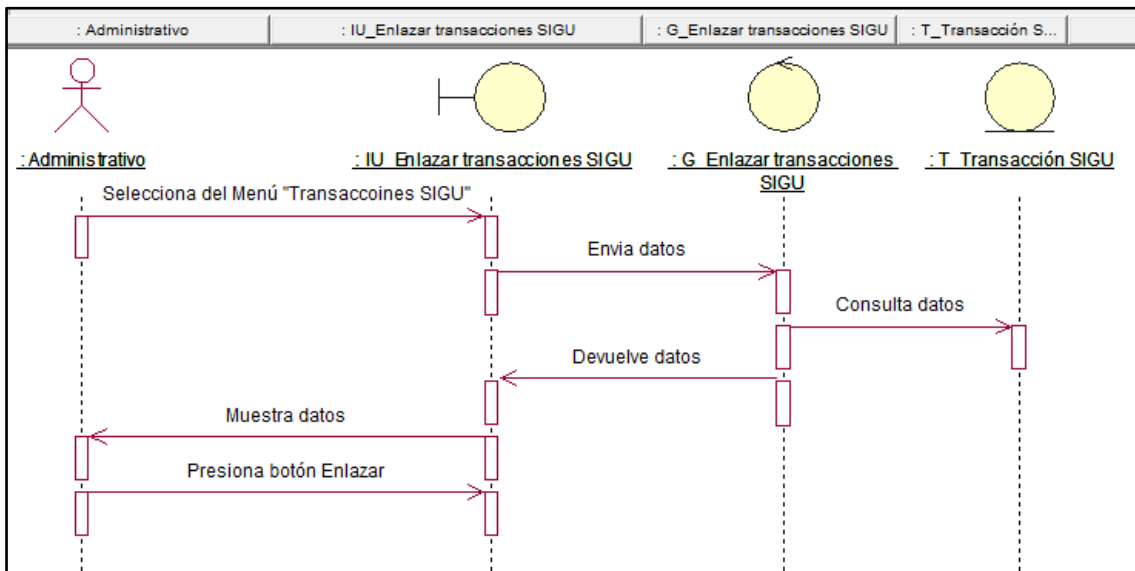 : Administrativo
: IU_Enlazar transacciones SIGU
: G_Enlazar transacciones SIGU
: T_Transacción S...
: Administrativo
: IU_Enlazar transacciones SIGU
: G_Enlazar transacciones
SIGU
: T_Transacción SIGU
Selecciona del Menú "Transaccoines SIGU"
Envia datos
Consulta datos
Devuelve datos
Muestra datos
Presiona botón Enlazar